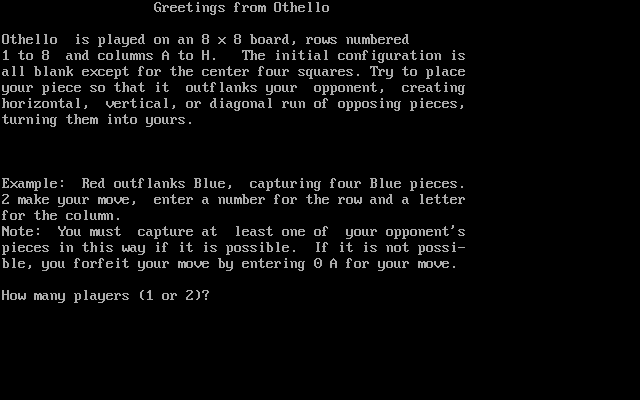 Greetings from Othello
Othello  is played on an 8 x 8 board, rows numbered
1 to 8  and columns A to H.   The initial configuration is
all blank except for the center four squares. Try to place
your piece so that it  outflanks your  opponent,  creating
horizontal,  vertical, or diagonal run of opposing pieces,
turning them into yours.
Example:  Red outflanks Blue,  capturing four Blue pieces.
2 make your move,  enter a number for the row and a letter
for the column.
Note:  You must  capture at  least one of  your opponent's
pieces in this way if it is possible.  If it is not possi-
ble, you forfeit your move by entering 0 A for your move.
How many players (1 or 2)?